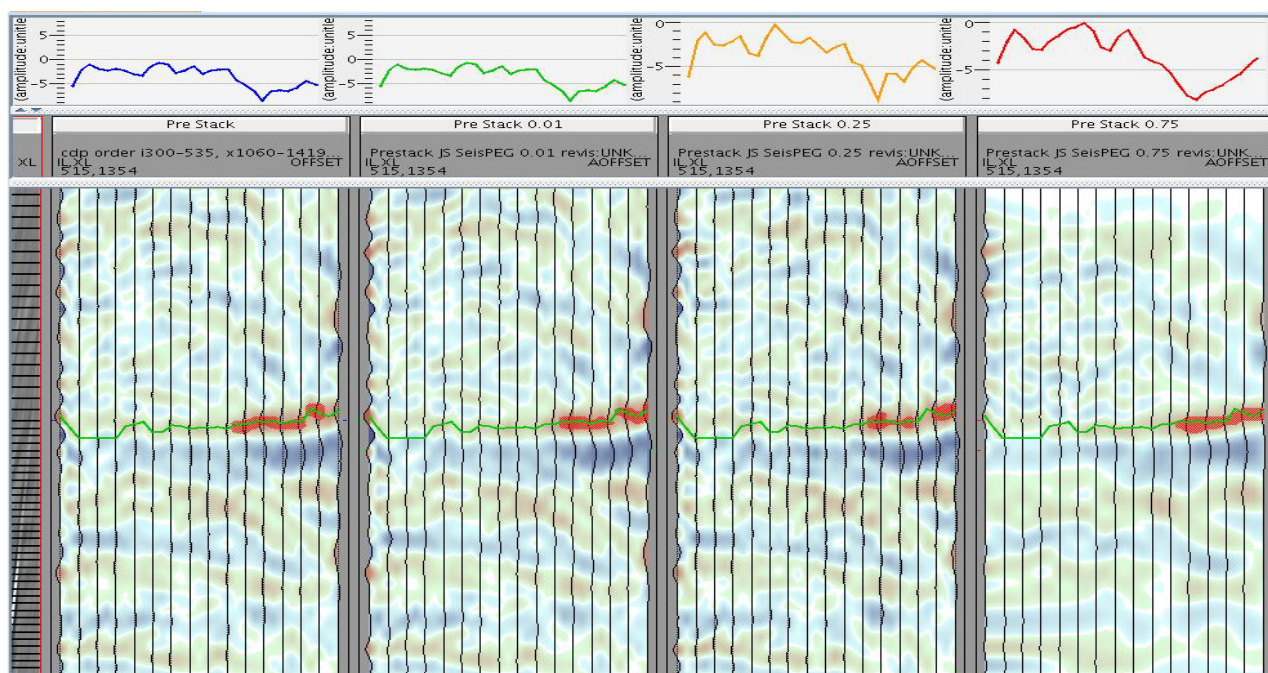 (amplitude:unitle
5
0
−5
(amplitude:unitle
5
0
−5
(amplitude:unitle
0
−5
(amplitude:unitle
0
−5
Pre Stack
Pre Stack 0.01
Pre Stack 0.25
Pre Stack 0.75
XL
cdp order i300-535, x1060-1419...
IL,XL OFFSET
515,1354
Prestack JS SeisPEG 0.01 revis:UNK...
IL,XL AOFFSET
515,1354
Prestack JS SeisPEG 0.25 revis:UNK...
IL,XL AOFFSET
515,1354
Prestack JS SeisPEG 0.75 revis:UNK...
IL,XL AOFFSET
515,1354